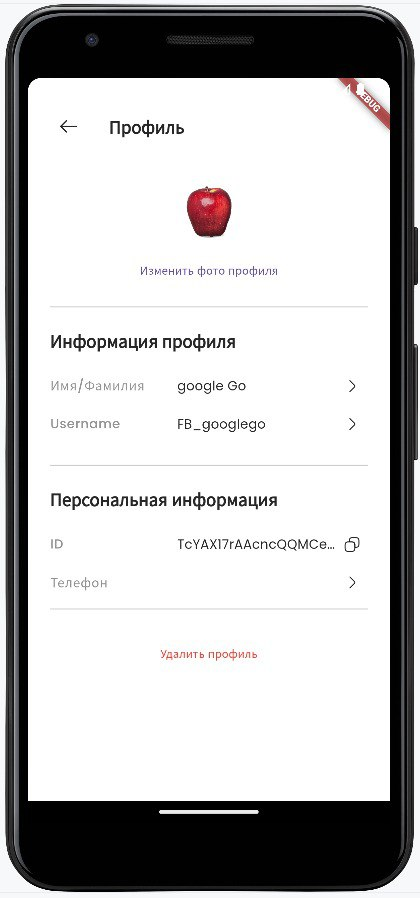 DEBUG
Профиль
Изменить фото профиля
Информация профиля
Имя/Фамилия google Go
Username FB_googlego
Персональная информация
ID TcYAX17rAAcncQQMCe...
Телефон
Удалить профиль